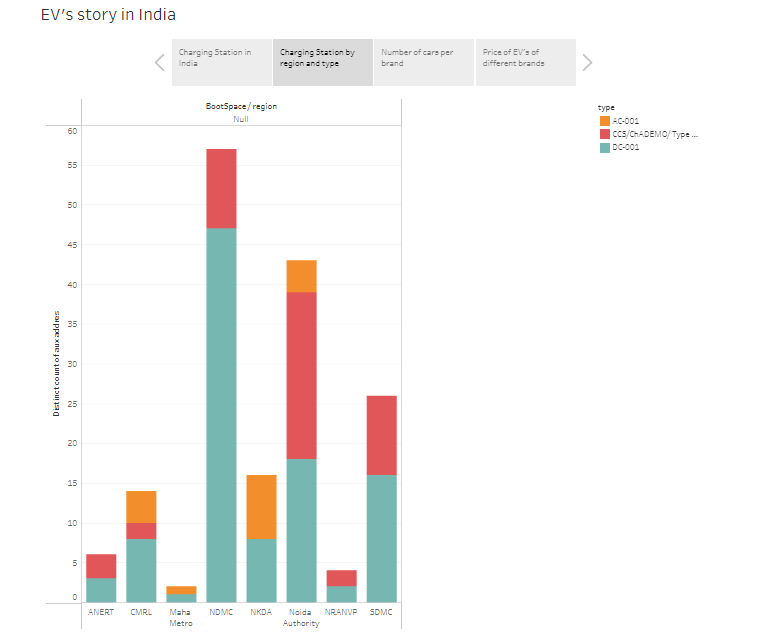 EV's story in India
Charging Station in
India
Charging Station by
region and type
Number of cars per
brand
Price of EV's of
different brands
BootSpace / region
Null
type
AC-001
CCS/CHADEMO/ Type ...
DC-001
60
55
50
45
40
35
30
25
20
15
10
5
0
Distinct count of aux addres
ANERT CMRL Maha Metro NDMC NKDA Noida Authority NRANVP SDMC